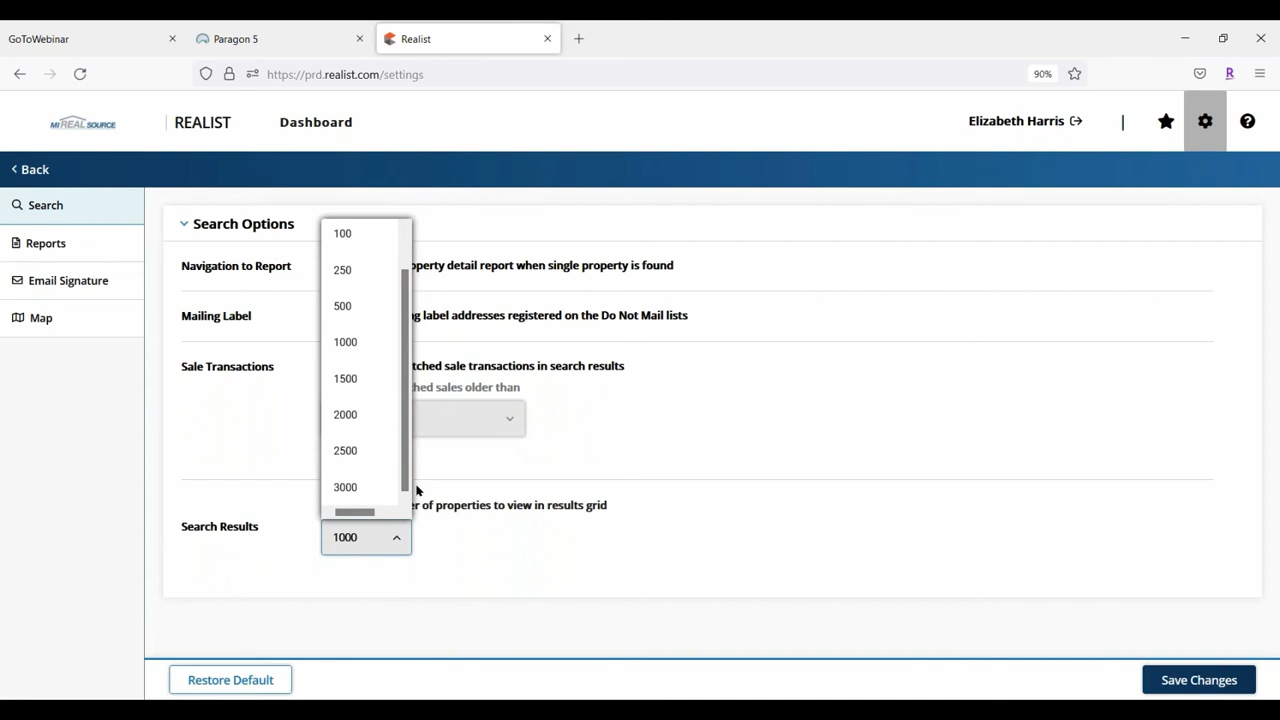 GoToWebinar
Paragon 5
Realist
https://prd.realist.com/settings
90%
MI REAL SOURCE
REALIST
Dashboard
Elizabeth Harris
Back
Search
Reports
Email Signature
Map
Search Options
Navigation to Report
operty detail report when single property is found
Mailing Label
g label addresses registered on the Do Not Mail lists
Sale Transactions
tched sale transactions in search results
hed sales older than
Search Results
er of properties to view in results grid
100
250
500
1000
1500
2000
2500
3000
1000
Restore Default
Save Changes